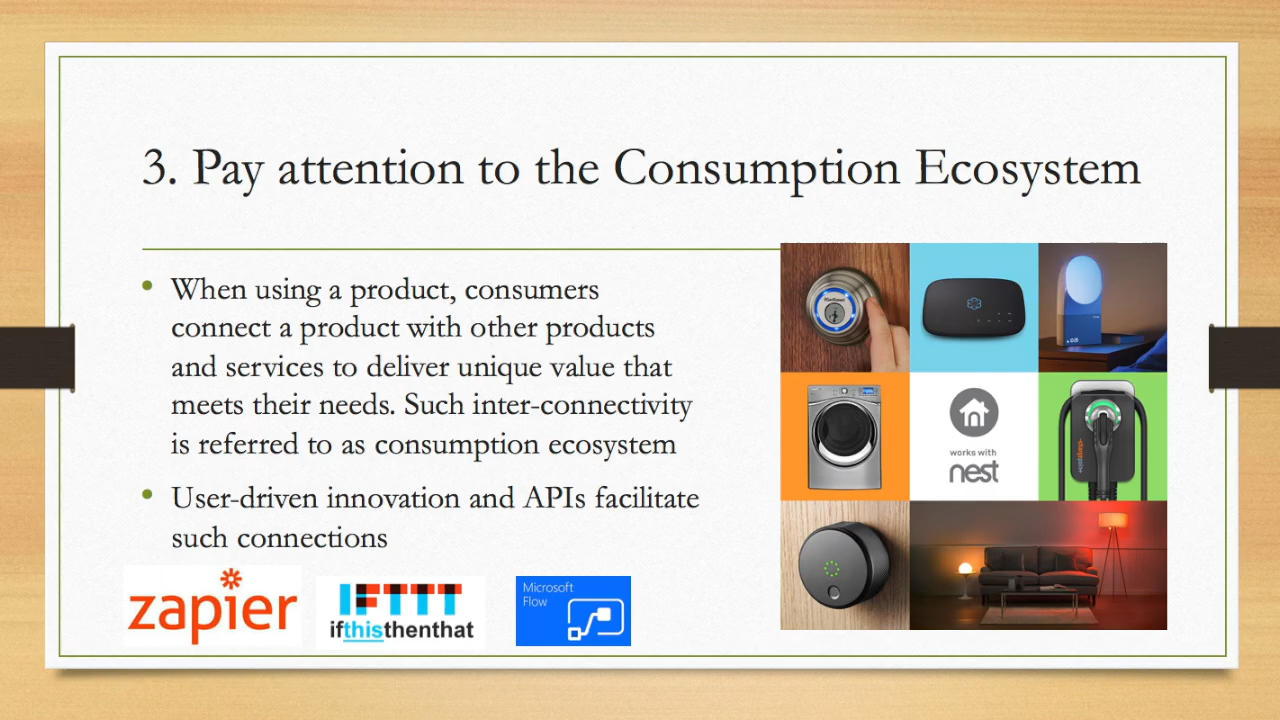 3. Pay attention to the Consumption Ecosystem
• When using a product, consumers
connect a product with other products
and services to deliver unique value that
meets their needs. Such inter-connectivity
is referred to as consumption ecosystem
• User-driven innovation and APIs facilitate
such connections
works with
nest
zapier
IFTTT
ifthisthenthat
Microsoft
Flow